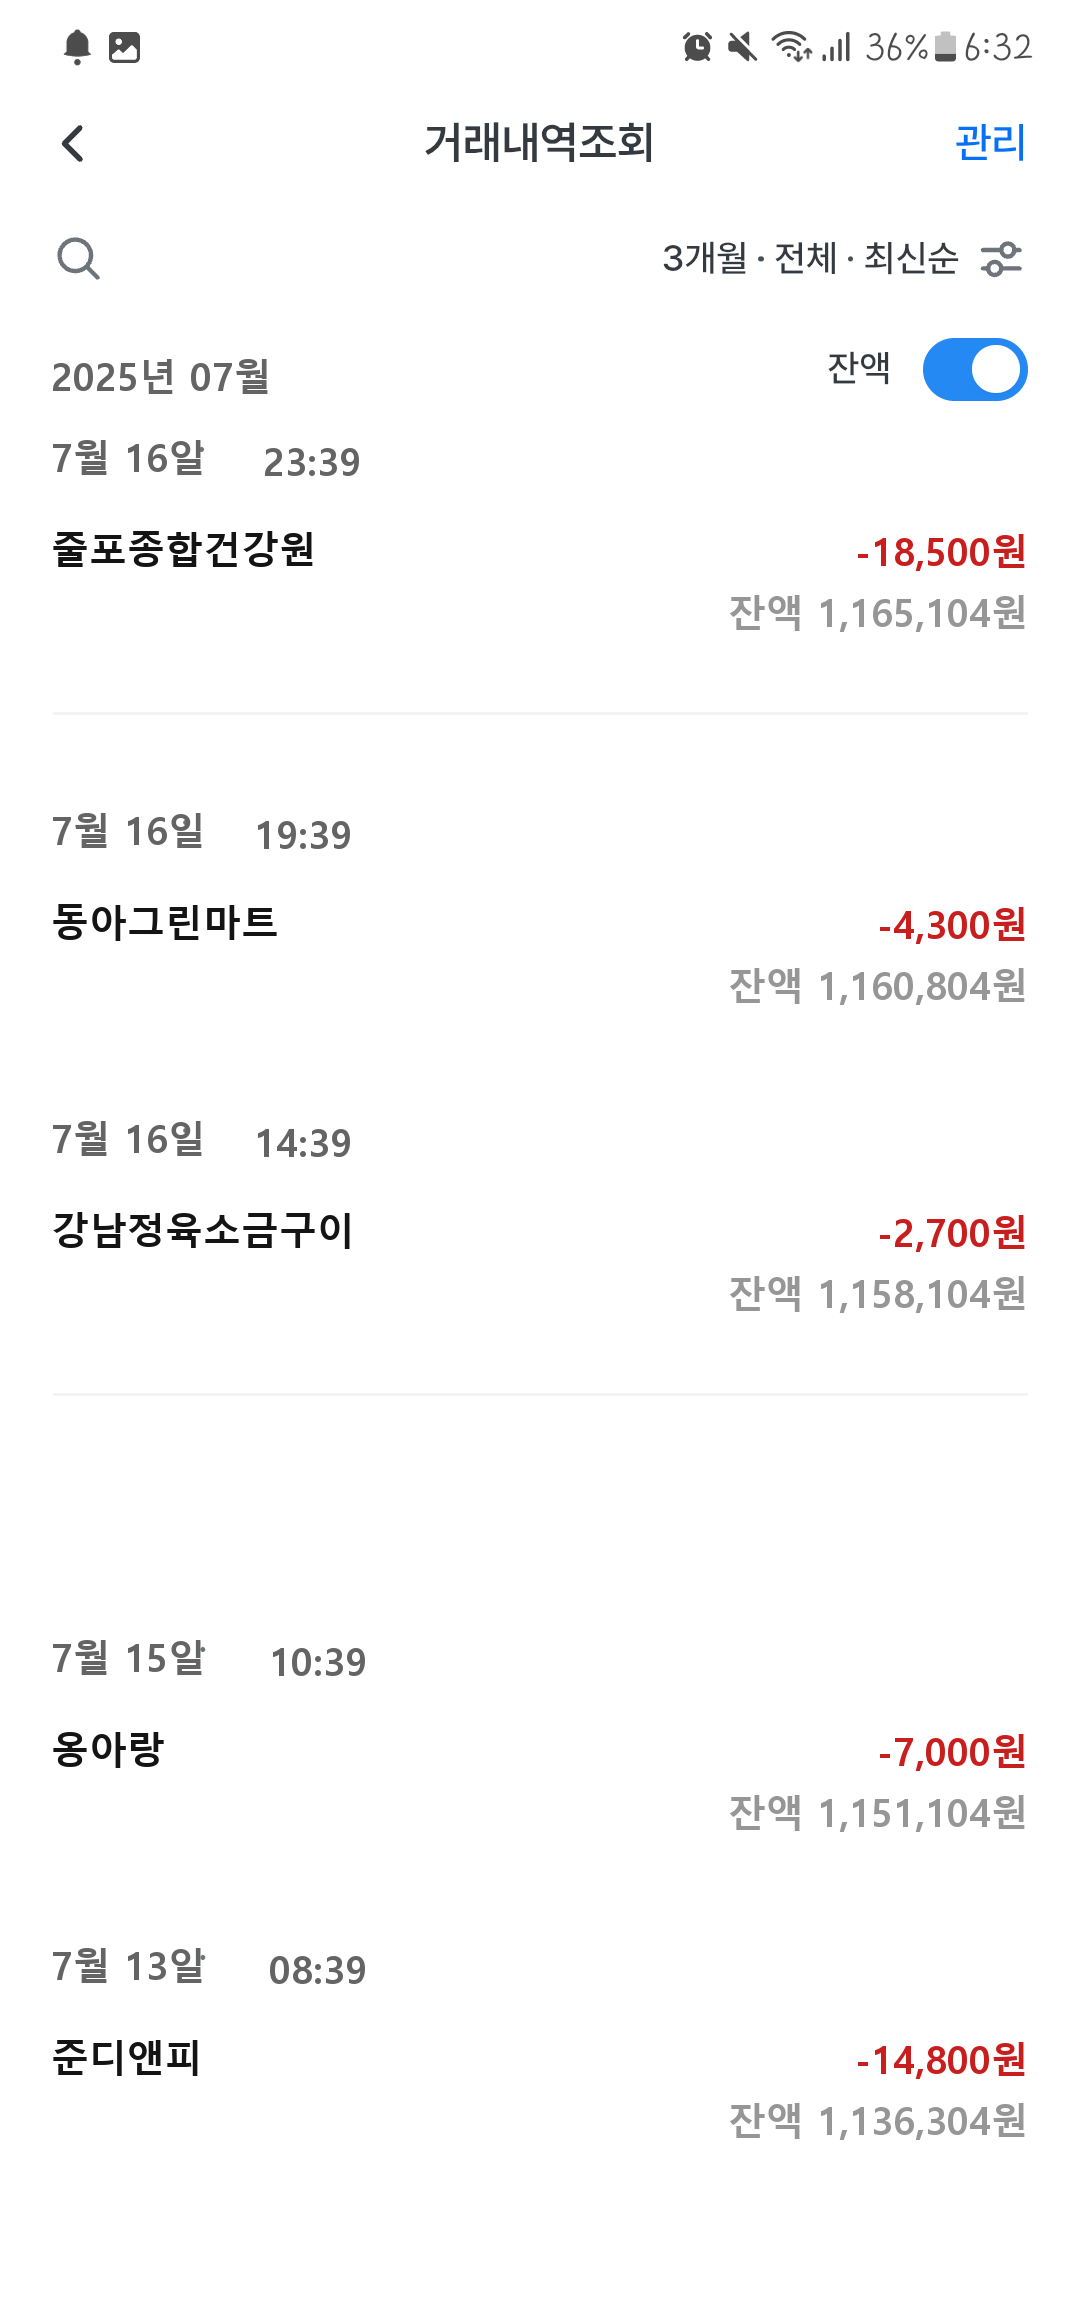 36% 6:32
거래내역조회 관리
3개월 · 전체 · 최신순
잔액
2025년 07월
7월 16알 23:39
줄포종합건강원 -18,500원
잔액 1,165,104원
7월 16일 19:39
동아그린마트 -4,300원
잔액 1,160,804원
7월 16일 14:39
강남정육소금구이 -2,700원
잔액 1,158,104원
7월 15알 10:39
옹아랑 -7,000원
잔액 1,151,104원
7월 13알 08:39
준디앤피 -14,800원
잔액 1,136,304원